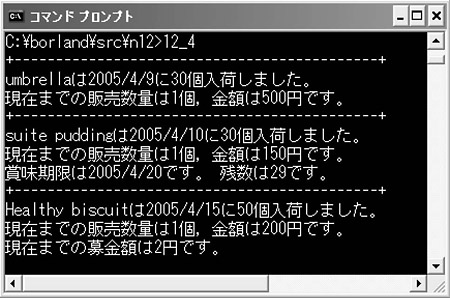 コマンド プロンプト
C:¥borland¥src¥n12>12_4
+------------------------------------------+
umbrellaは2005/4/9に30個入荷しました。
現在までの販売数量は1個，金額は500円です。
+------------------------------------------+
suite puddingは2005/4/10に30個入荷しました。
現在までの販売数量は1個，金額は150円です。
賞味期限は2005/4/20です。 残数は29です。
+------------------------------------------+
Healthy biscuitは2005/4/15に50個入荷しました。
現在までの販売数量は1個，金額は200円です。
現在までの募金額は2円です。